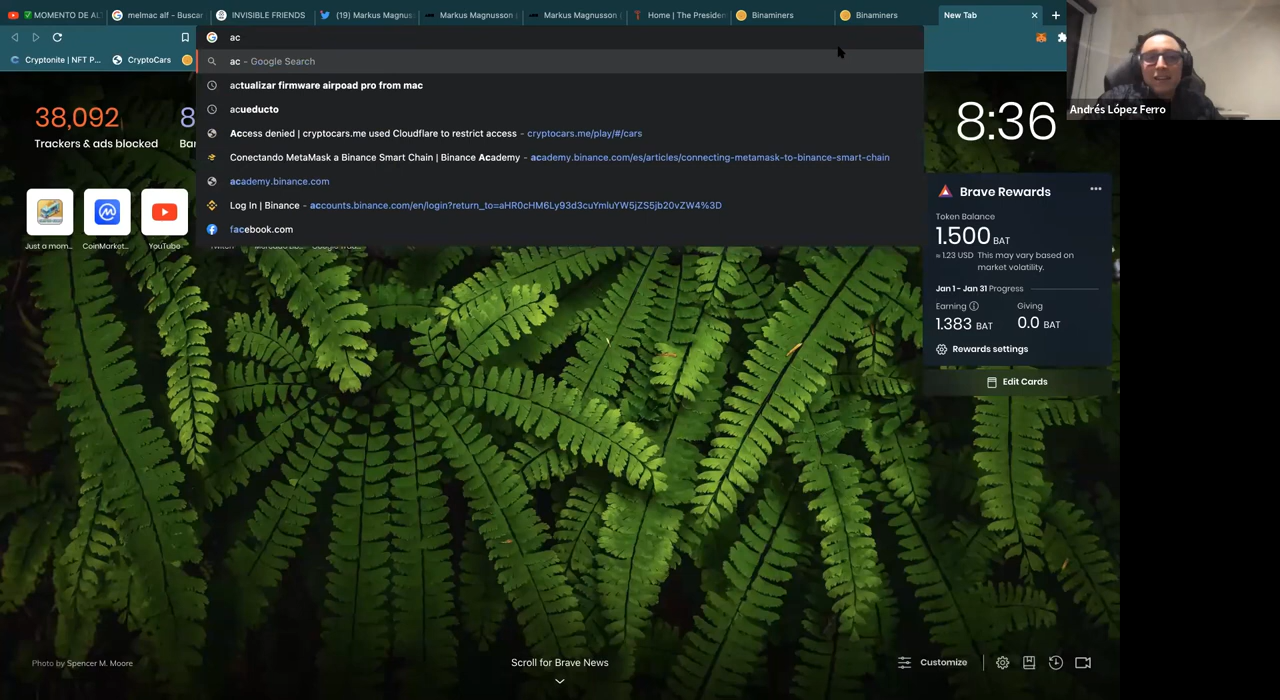 MOMENTO DE AL
melmac alf - Buscar
INVISIBLE FRIENDS
(19) Markus Magnus
Markus Magnusson
Markus Magnusson (
Home | The Presiden
Binaminers
Binaminers
New Tab
ac
Cryptonite | NFT P...
CryptoCars
ac - Google Search
actualizar firmware airpoad pro from mac
acueducto
Access denied | cryptocars.me used Cloudflare to restrict access - cryptocars.me/play/#/cars
Conectando MetaMask a Binance Smart Chain | Binance Academy - academy.binance.com/es/articles/connecting-metamask-to-binance-smart-chain
academy.binance.com
Log In | Binance - accounts.binance.com/en/login?return_to=aHR0cHM6Ly93d3cuYmluYW5jZS5jb20vZW4%3D
facebook.com
38,092
Trackers & ads blocked
8
Ban
Just a mom...
CoinMarket...
YouTube
8:36
Andrés López Ferro
Brave Rewards
Token Balance
1.500 BAT
≈ 1.23 USD This may vary based on
market volatility.
Jan 1 - Jan 31 Progress
Earning
Giving
1.383 BAT
0.0 BAT
Rewards settings
Edit Cards
Photo by Spencer M. Moore
Scroll for Brave News
Customize